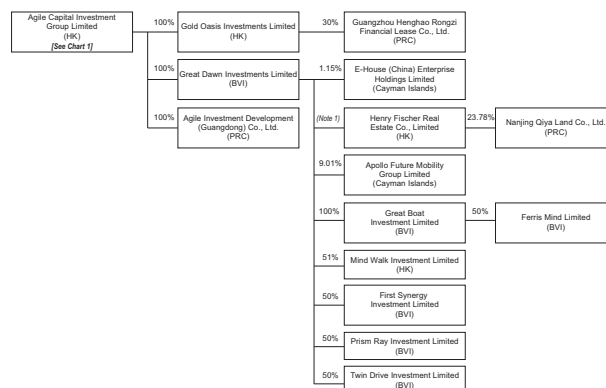 Agile Capital Investment
Group Limited
(HK)
[See Chart 1]
100%
Gold Oasis Investments Limited
(HK)
30%
Guangzhou Henghao Rongzi
Financial Lease Co., Ltd.
(PRC)
100%
Great Dawn Investments Limited
(BVI)
1.15%
E-House (China) Enterprise
Holdings Limited
(Cayman Islands)
100%
Agile Investment Development
(Guangdong) Co., Ltd.
(PRC)
(Note 1)
Henry Fischer Real
Estate Co., Limited
(HK)
23.78%
Nanjing Qiya Land Co., Ltd.
(PRC)
9.01%
Apollo Future Mobility
Group Limited
(Cayman Islands)
100%
Great Boat
Investment Limited
(BVI)
50%
Ferris Mind Limited
(BVI)
51%
Mind Walk Investment Limited
(HK)
50%
First Synergy
Investment Limited
(BVI)
50%
Prism Ray Investment Limited
(BVI)
50%
Twin Drive Investment Limited
(BVI)